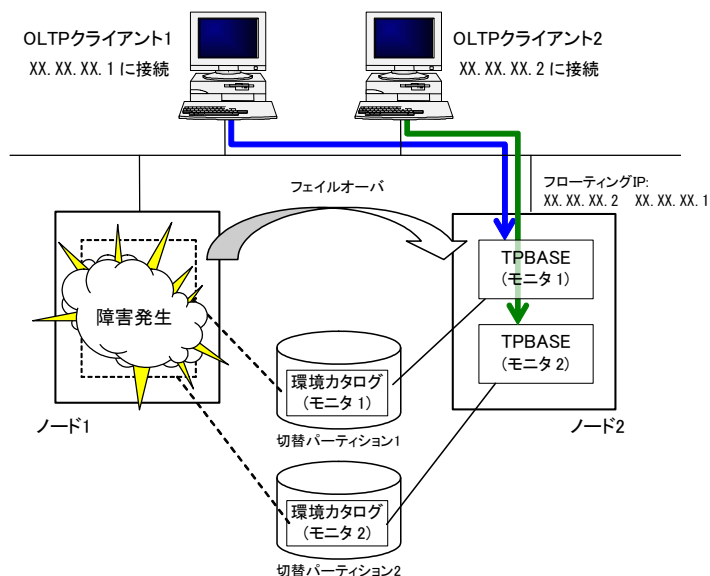 OLTPクライアント1
XX.XX.XX.1に接続
OLTPクライアント2
XX.XX.XX.2に接続
フェイルオーバ
フローティングIP:
XX.XX.XX.2 XX.XX.XX.1
障害発生
TPBASE
(モニタ1)
TPBASE
(モニタ2)
環境カタログ
(モニタ1)
切替パーティション1
ノード1
ノード2
環境カタログ
(モニタ2)
切替パーティション2